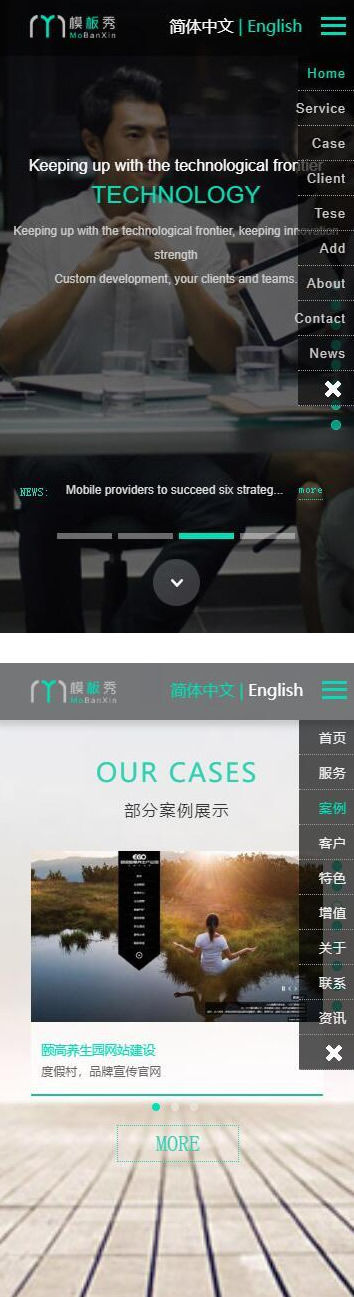 模板秀
MoBanXin
简体中文 | English
Home
Service
Case
Client
Tese
Add
About
Contact
News
Keeping up with the technological frontier
TECHNOLOGY
Keeping up with the technological frontier, keeping innovation
strength
Custom development, your clients and teams.
NEWS:
Mobile providers to succeed six strateg...
more
模板秀
MoBanXin
简体中文 | English
首页
服务
案例
客户
特色
增值
关于
联系
资讯
OUR CASES
部分案例展示
EGO
颐高养生园网站建设
度假村，品牌宣传官网
MORE